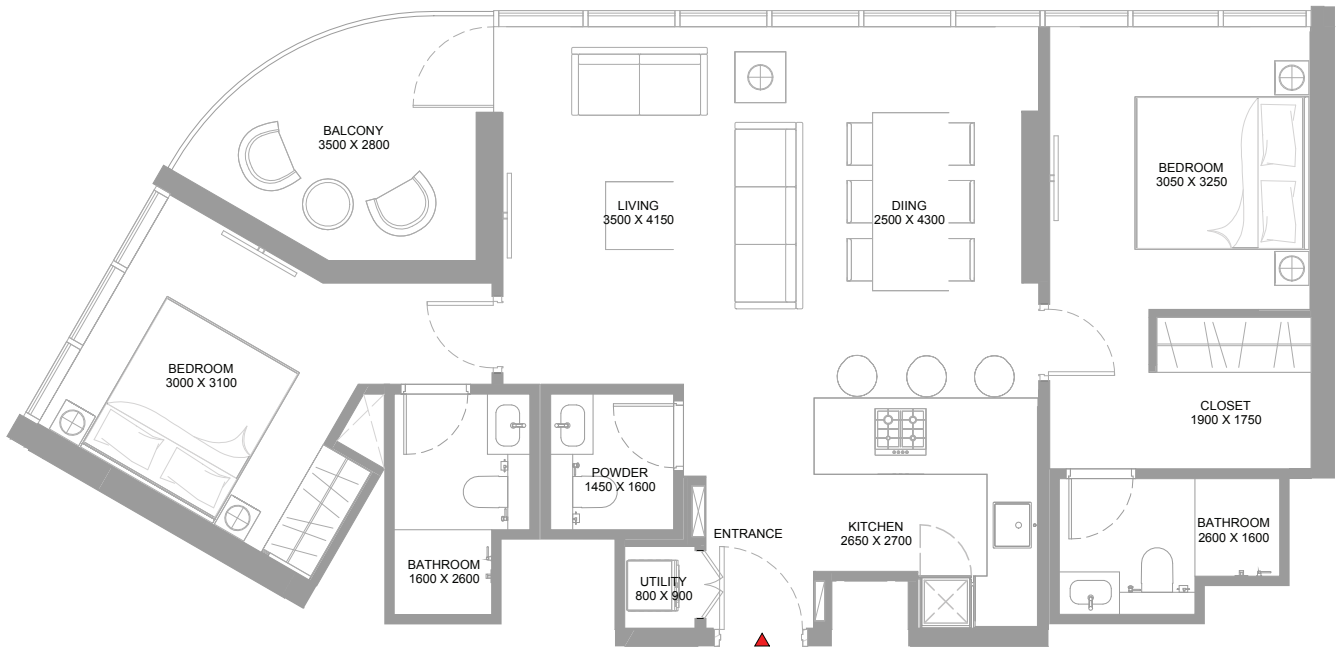 BALCONY
3500 X 2800
LIVING
3500 X 4150
DIING
2500 X 4300
BEDROOM
3050 X 3250
BEDROOM
3000 X 3100
CLOSET
1900 X 1750
POWDER
1450 X 1600
ENTRANCE
KITCHEN
2650 X 2700
BATHROOM
2600 X 1600
BATHROOM
1600 X 2600
UTILITY
800 X 900